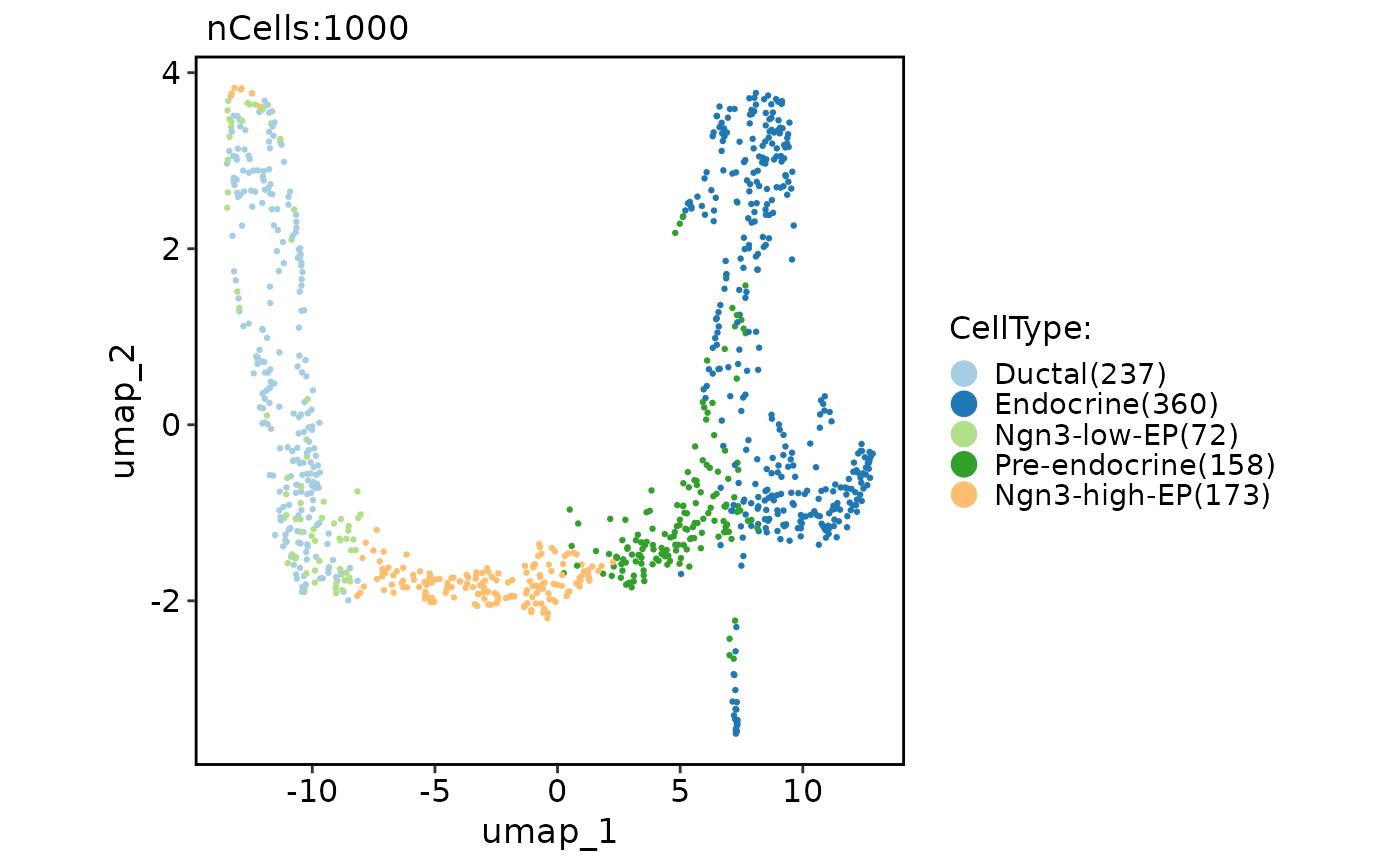 nCells:1000
4
2
0
-2
umap_2
-10
-5
0
5
10
umap_1
CellType:
Ductal(237)
Endocrine(360)
Ngn3-low-EP(72)
Pre-endocrine(158)
Ngn3-high-EP(173)